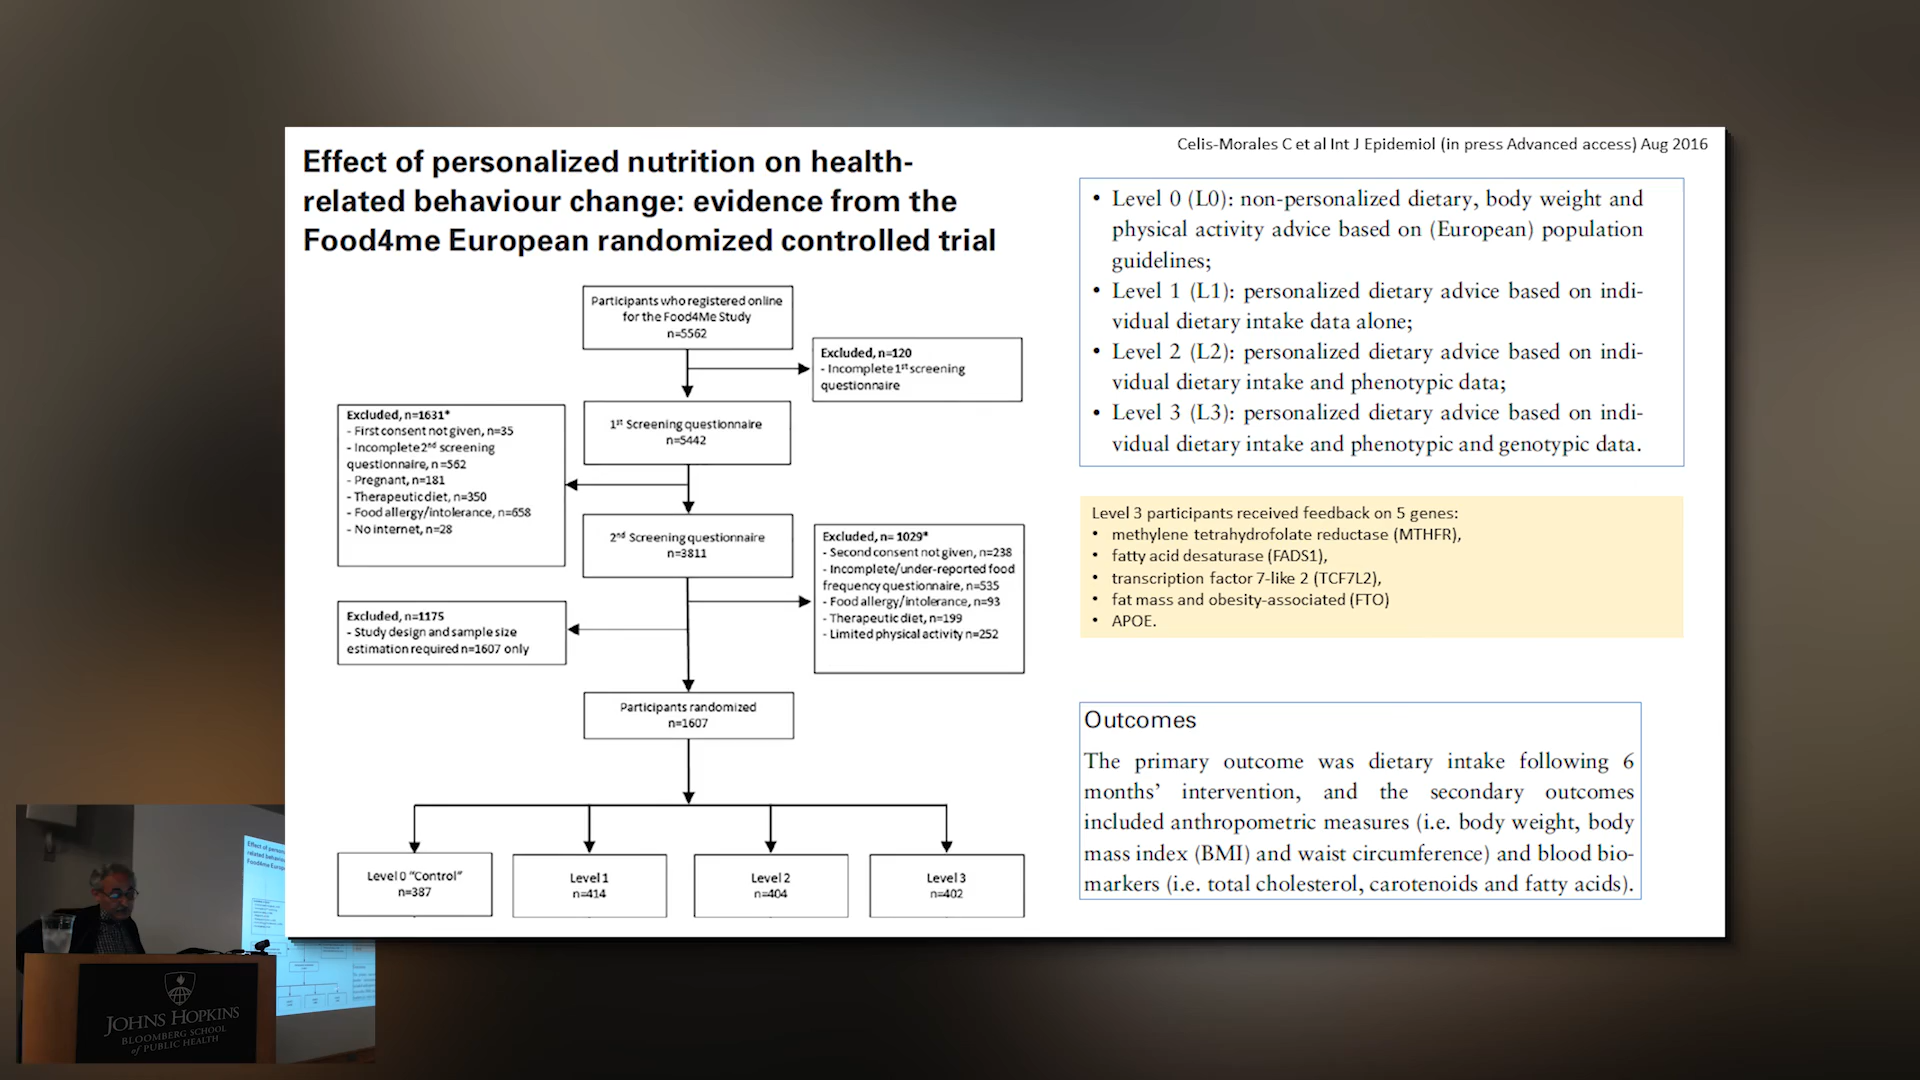 Effect of personalized nutrition on health-
related behaviour change: evidence from the
Food4me European randomized controlled trial
Celis-Morales C et al Int J Epidemiol (in press Advanced access) Aug 2016
Participants who registered online
for the Food4Me Study
n=5562
Excluded, n=120
- Incomplete 1st screening
questionnaire
1st Screening questionnaire
n=5442
Excluded, n=1631*
- First consent not given, n=35
- Incomplete 2nd screening
questionnaire, n=562
- Pregnant, n=181
- Therapeutic diet, n=350
- Food allergy/intolerance, n=658
- No internet, n=28
2nd Screening questionnaire
n=3811
Excluded, n= 1029*
- Second consent not given, n=238
- Incomplete/under-reported food
frequency questionnaire, n=535
- Food allergy/intolerance, n=93
- Therapeutic diet, n=199
- Limited physical activity n=252
Excluded, n=1175
- Study design and sample size
estimation required n=1607 only
Participants randomized
n=1607
Level 0 "Control"
n=387
Level 1
n=414
Level 2
n=404
Level 3
n=402
• Level 0 (L0): non-personalized dietary, body weight and
physical activity advice based on (European) population
guidelines;
• Level 1 (L1): personalized dietary advice based on indi-
vidual dietary intake data alone;
• Level 2 (L2): personalized dietary advice based on indi-
vidual dietary intake and phenotypic data;
• Level 3 (L3): personalized dietary advice based on indi-
vidual dietary intake and phenotypic and genotypic data.
Level 3 participants received feedback on 5 genes:
• methylene tetrahydrofolate reductase (MTHFR),
• fatty acid desaturase (FADS1),
• transcription factor 7-like 2 (TCF7L2),
• fat mass and obesity-associated (FTO)
• APOE.
Outcomes
The primary outcome was dietary intake following 6
months' intervention, and the secondary outcomes
included anthropometric measures (i.e. body weight, body
mass index (BMI) and waist circumference) and blood bio-
markers (i.e. total cholesterol, carotenoids and fatty acids).
JOHNS HOPKINS
BLOOMBERG SCHOOL
of PUBLIC HEALTH